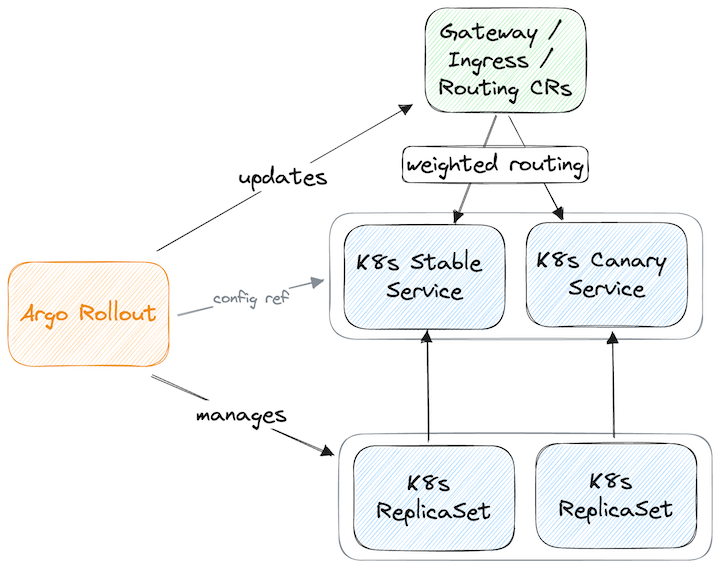 Gateway /
Ingress /
Routing CRs
weighted routing
updates
K8s Stable
Service
K8s Canary
Service
config ref
Argo Rollout
manages
K8s
ReplicaSet
K8s
ReplicaSet